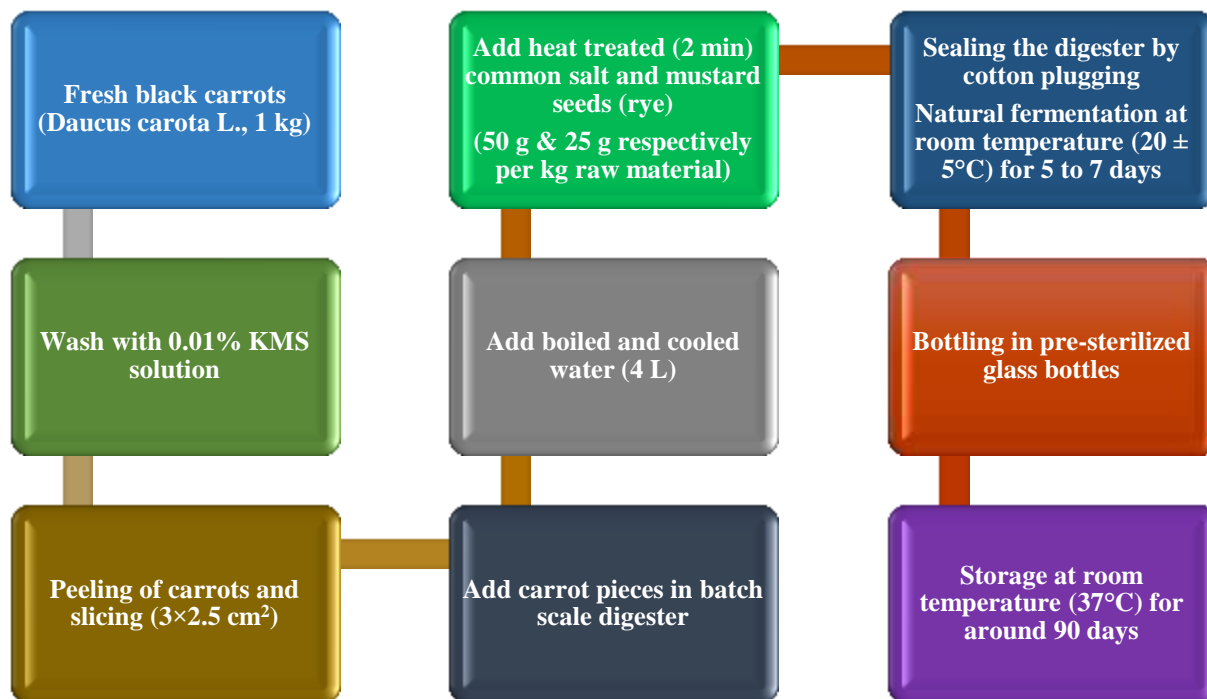 Fresh black carrots
(Daucus carota L., 1 kg)
Wash with 0.01% KMS
solution
Peeling of carrots and
slicing (3×2.5 cm²)
Add carrot pieces in batch
scale digester
Add boiled and cooled
water (4 L)
Add heat treated (2 min)
common salt and mustard
seeds (rye)
(50 g & 25 g respectively
per kg raw material)
Sealing the digester by
cotton plugging
Natural fermentation at
room temperature (20 ±
5°C) for 5 to 7 days
Bottling in pre-sterilized
glass bottles
Storage at room
temperature (37°C) for
around 90 days